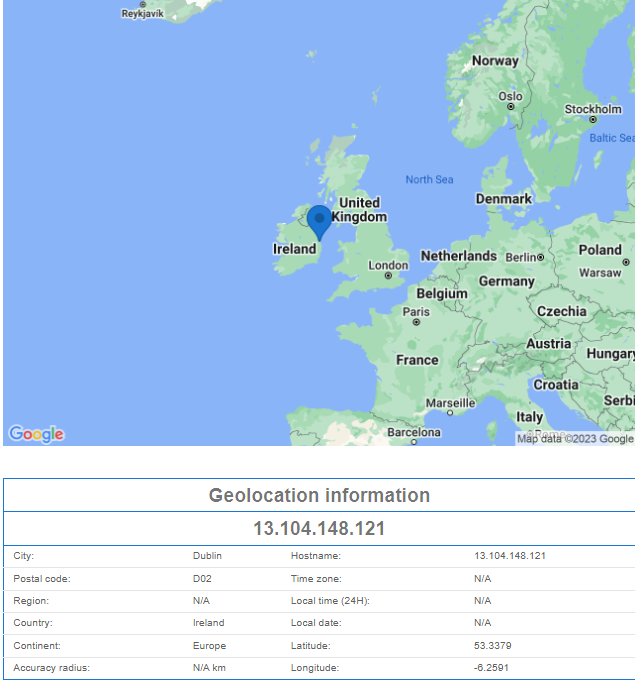 Reykjavík
Norway
Oslo
Stockholm
Baltic Sea
North Sea
Denmark
United
Kingdom
Ireland
Netherlands
Berlin
Poland
London
Warsaw
Belgium
Germany
Paris
Czechia
Austria
Hungary
France
Croatia
Marseille
Serbi
Italy
Barcelona
Rome
Google
Map data ©2023 Google
Geolocation information
13.104.148.121
City: Dublin Hostname: 13.104.148.121
Postal code: D02 Time zone: N/A
Region: N/A Local time (24H): N/A
Country: Ireland Local date: N/A
Continent: Europe Latitude: 53.3379
Accuracy radius: N/A km Longitude: -6.2591